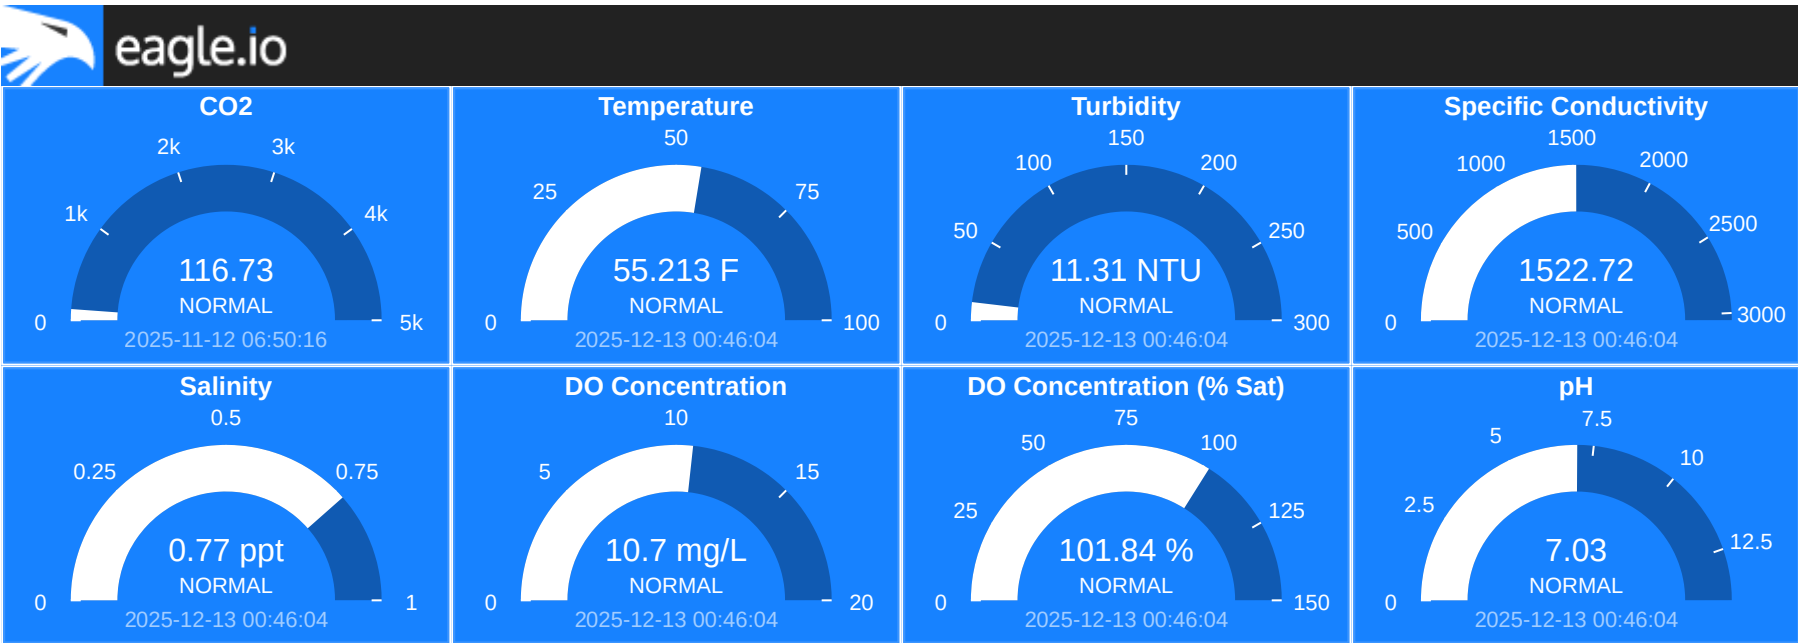 eagle.io
CO2
2k
3k
1k
4k
116.73
NORMAL
0
5k
2025-11-12 06:50:16
Temperature
50
25
75
55.213 F
NORMAL
0
100
2025-12-13 00:46:04
Turbidity
150
100
200
50
250
11.31 NTU
NORMAL
0
300
2025-12-13 00:46:04
Specific Conductivity
1500
1000
2000
500
2500
1522.72
NORMAL
0
3000
2025-12-13 00:46:04
Salinity
0.5
0.25
0.75
0.77 ppt
NORMAL
0
1
2025-12-13 00:46:04
DO Concentration
10
5
15
10.7 mg/L
NORMAL
0
20
2025-12-13 00:46:04
DO Concentration (% Sat)
75
50
100
25
125
101.84 %
NORMAL
0
150
2025-12-13 00:46:04
pH
7.5
5
10
2.5
12.5
7.03
NORMAL
0
2025-12-13 00:46:04